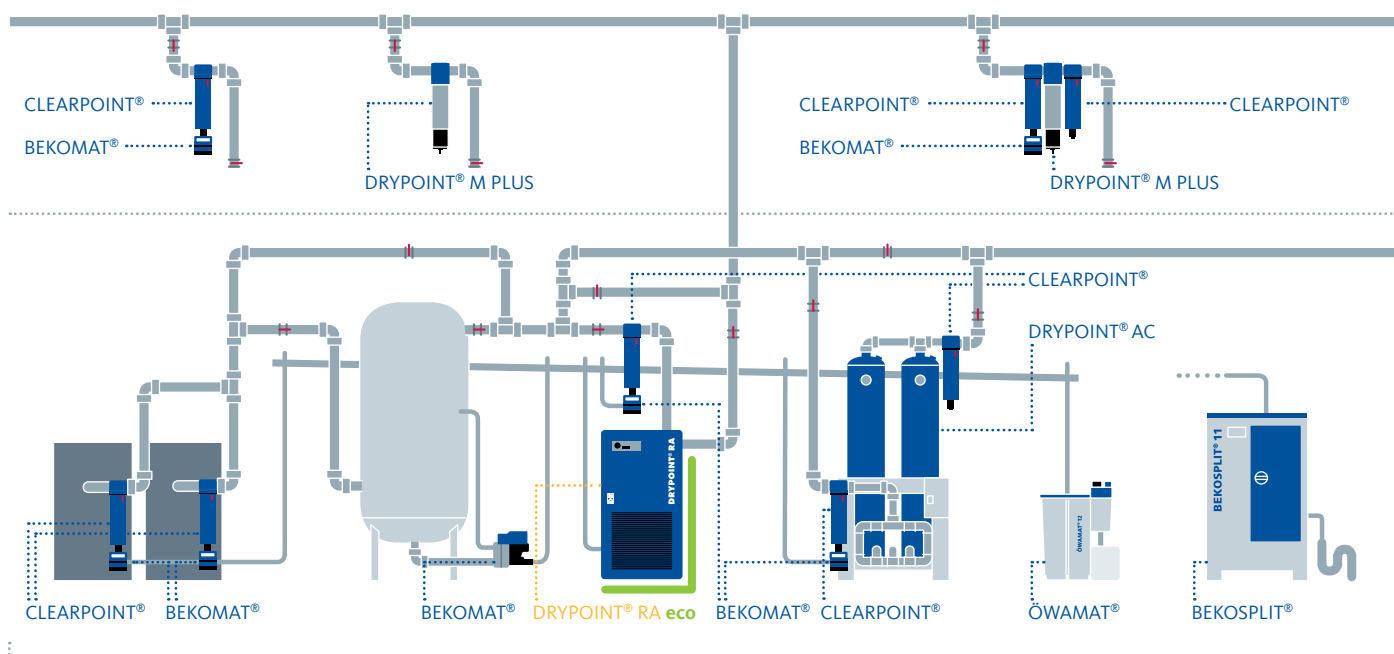 CLEARPOINT®
BEKOMAT®
DRYPOINT® M PLUS
CLEARPOINT®
CLEARPOINT®
BEKOMAT®
DRYPOINT® M PLUS
CLEARPOINT®
DRYPOINT® AC
DRYPOINT® RA
BEKOSPLIT® 11
ÖWAMAT® 12
CLEARPOINT®
BEKOMAT®
BEKOMAT®
DRYPOINT® RA eco
BEKOMAT®
CLEARPOINT®
ÖWAMAT®
BEKOSPLIT®